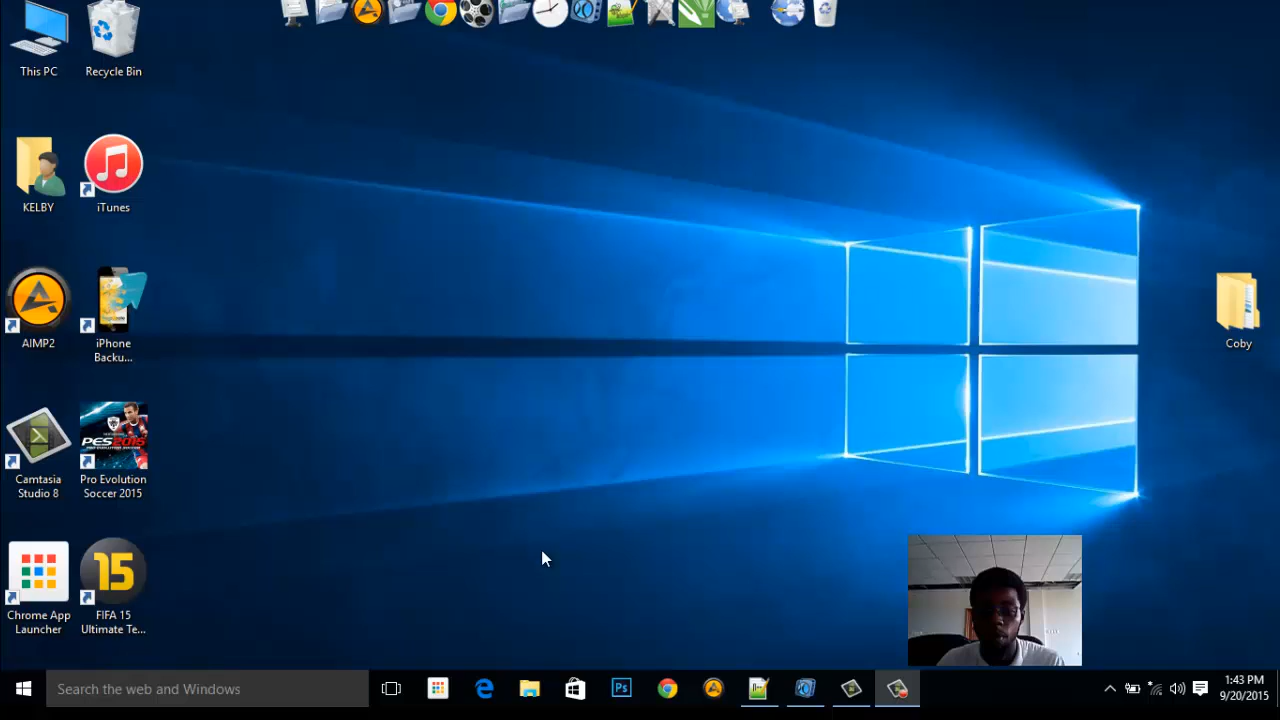 This PC
Recycle Bin
KELBY
iTunes
AIMP2
iPhone
Backu...
Camtasia
Studio 8
PES2015
Pro Evolution
Soccer 2015
Chrome App
Launcher
15
FIFA 15
Ultimate Te...
Coby
Search the web and Windows
Ps
1:43 PM
9/20/2015